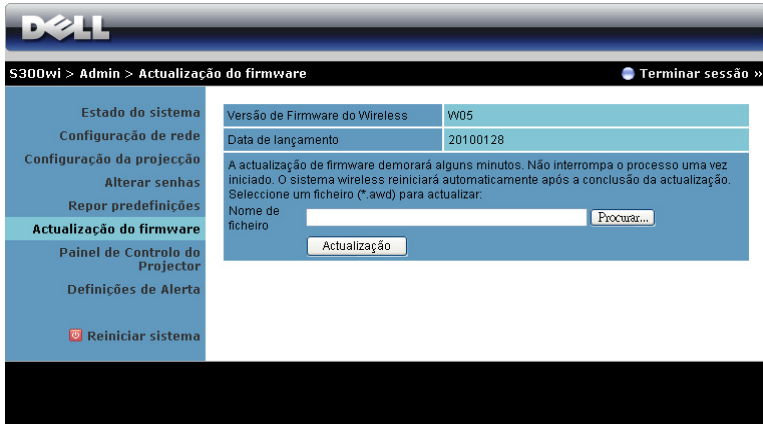 DELL
S300wi > Admin > Actualização do firmware
Terminar sessão »
Estado do sistema
Configuração de rede
Configuração da projecção
Alterar senhas
Repor predefinições
Actualização do firmware
Painel de Controlo do
Projector
Definições de Alerta
Reiniciar sistema
Versão de Firmware do Wireless W05
Data de lançamento 20100128
A actualização de firmware demorará alguns minutos. Não interrompa o processo uma vez
iniciado. O sistema wireless reiniciará automaticamente após a conclusão da actualização.
Seleccione um ficheiro (*.awd) para actualizar:
Nome de
ficheiro
Procurar...
Actualização